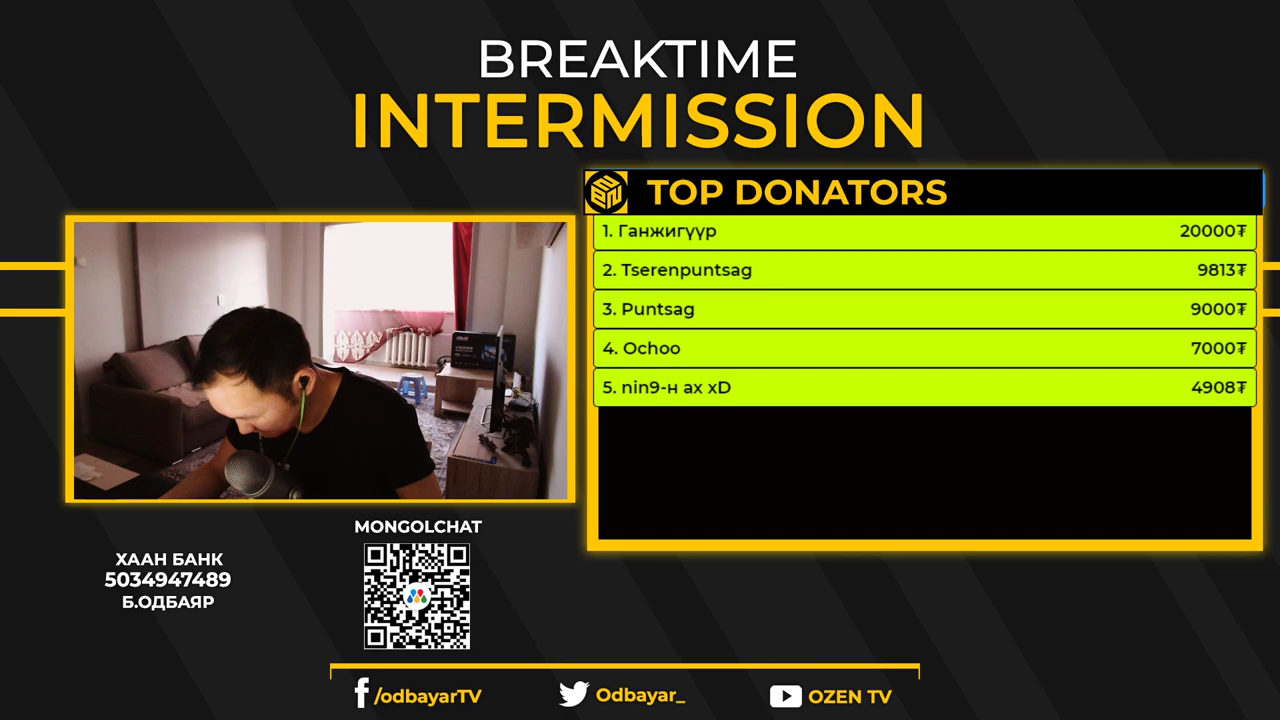 BREAKTIME
INTERMISSION
TOP DONATORS
1. Ганжигүүр 20000₮
2. Tserenpuntsag 9813₮
3. Puntsag 9000₮
4. Ochoo 7000₮
5. nin9-н ах xD 4908₮
MONGOLCHAT
ХААН БАНК
5034947489
Б.ОДБАЯР
/odbayarTV
Odbayar_
OZEN TV